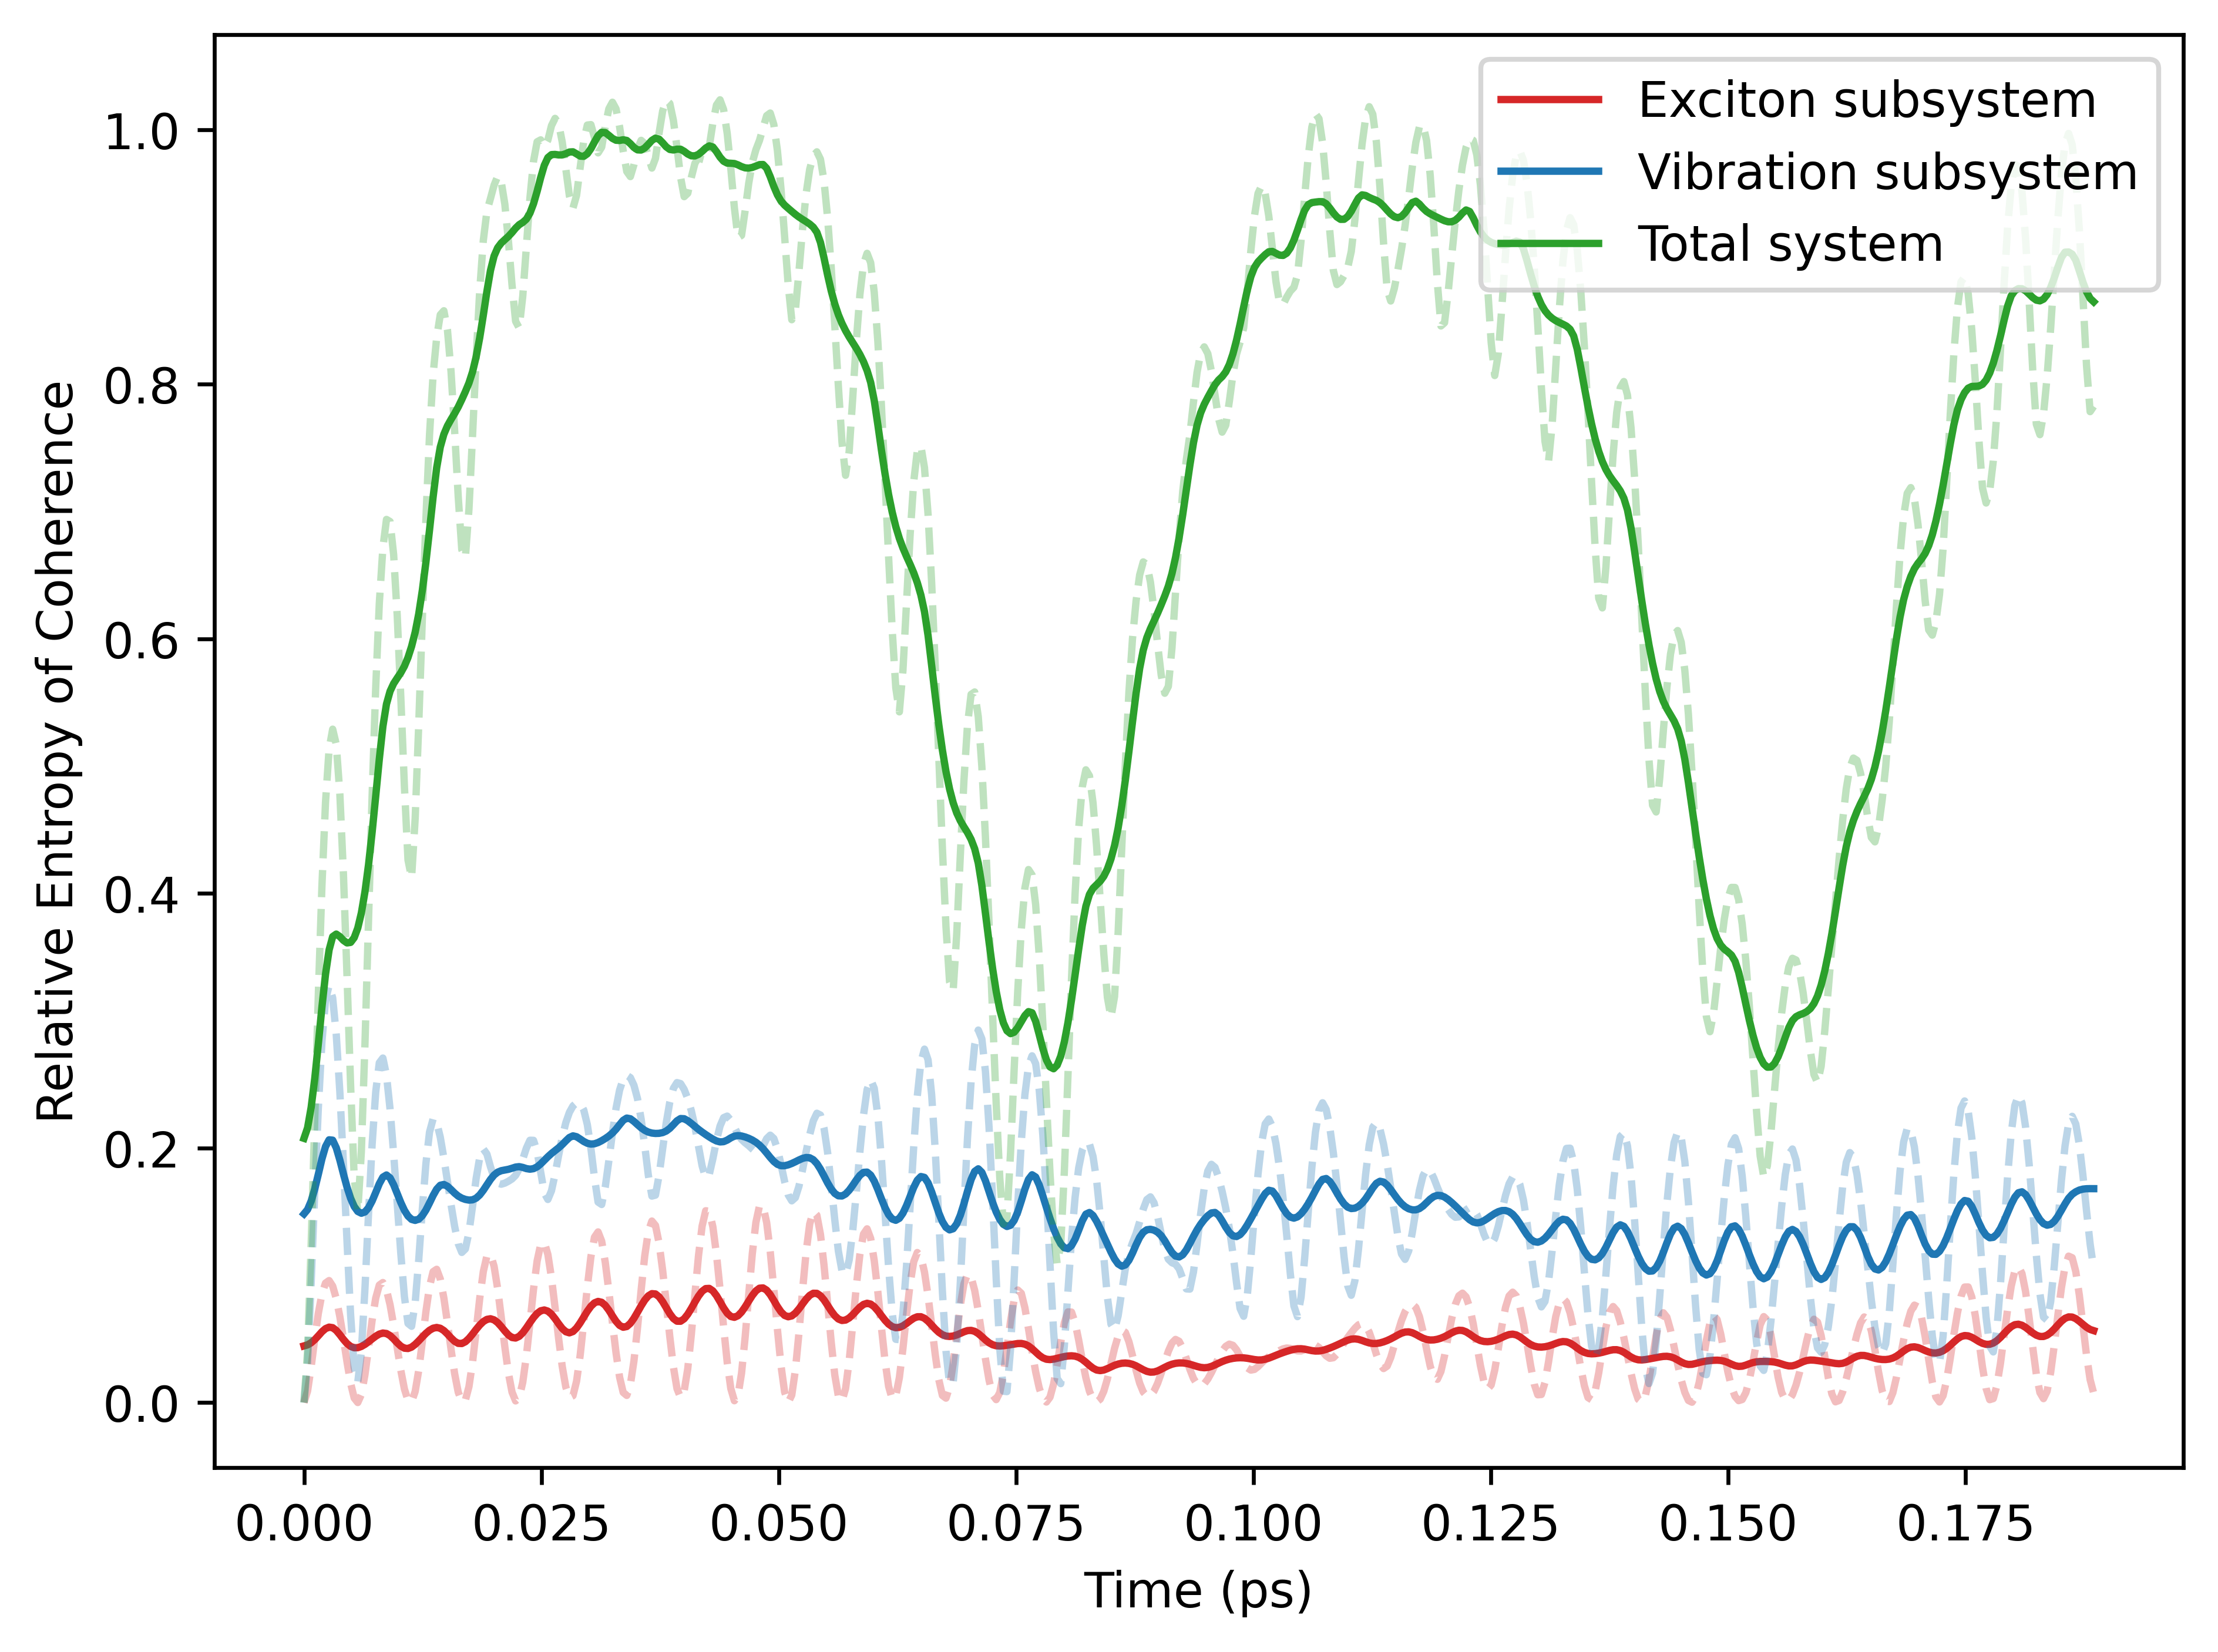 Exciton subsystem
Vibration subsystem
Total system
Relative Entropy of Coherence
1.0
0.8
0.6
0.4
0.2
0.0
0.000 0.025 0.050 0.075 0.100 0.125 0.150 0.175
Time (ps)